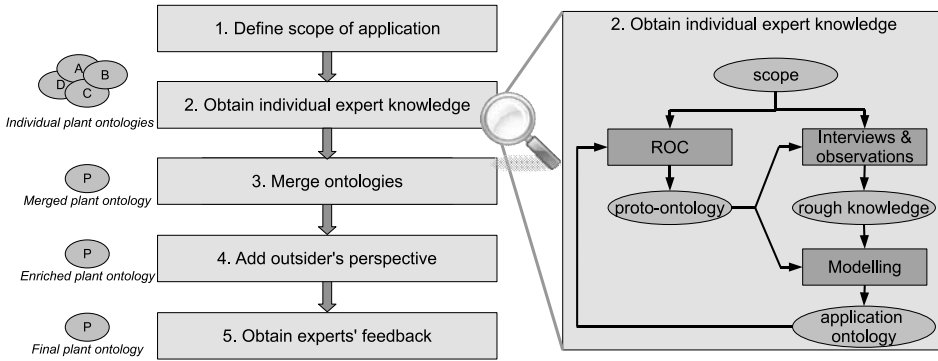 1. Define scope of application
A
B
D
C
Individual plant ontologies
2. Obtain individual expert knowledge
P
Merged plant ontology
3. Merge ontologies
P
Enriched plant ontology
4. Add outsider's perspective
P
Final plant ontology
5. Obtain experts' feedback
2. Obtain individual expert knowledge
scope
ROC
Interviews &
observations
proto-ontology
rough knowledge
Modelling
application
ontology